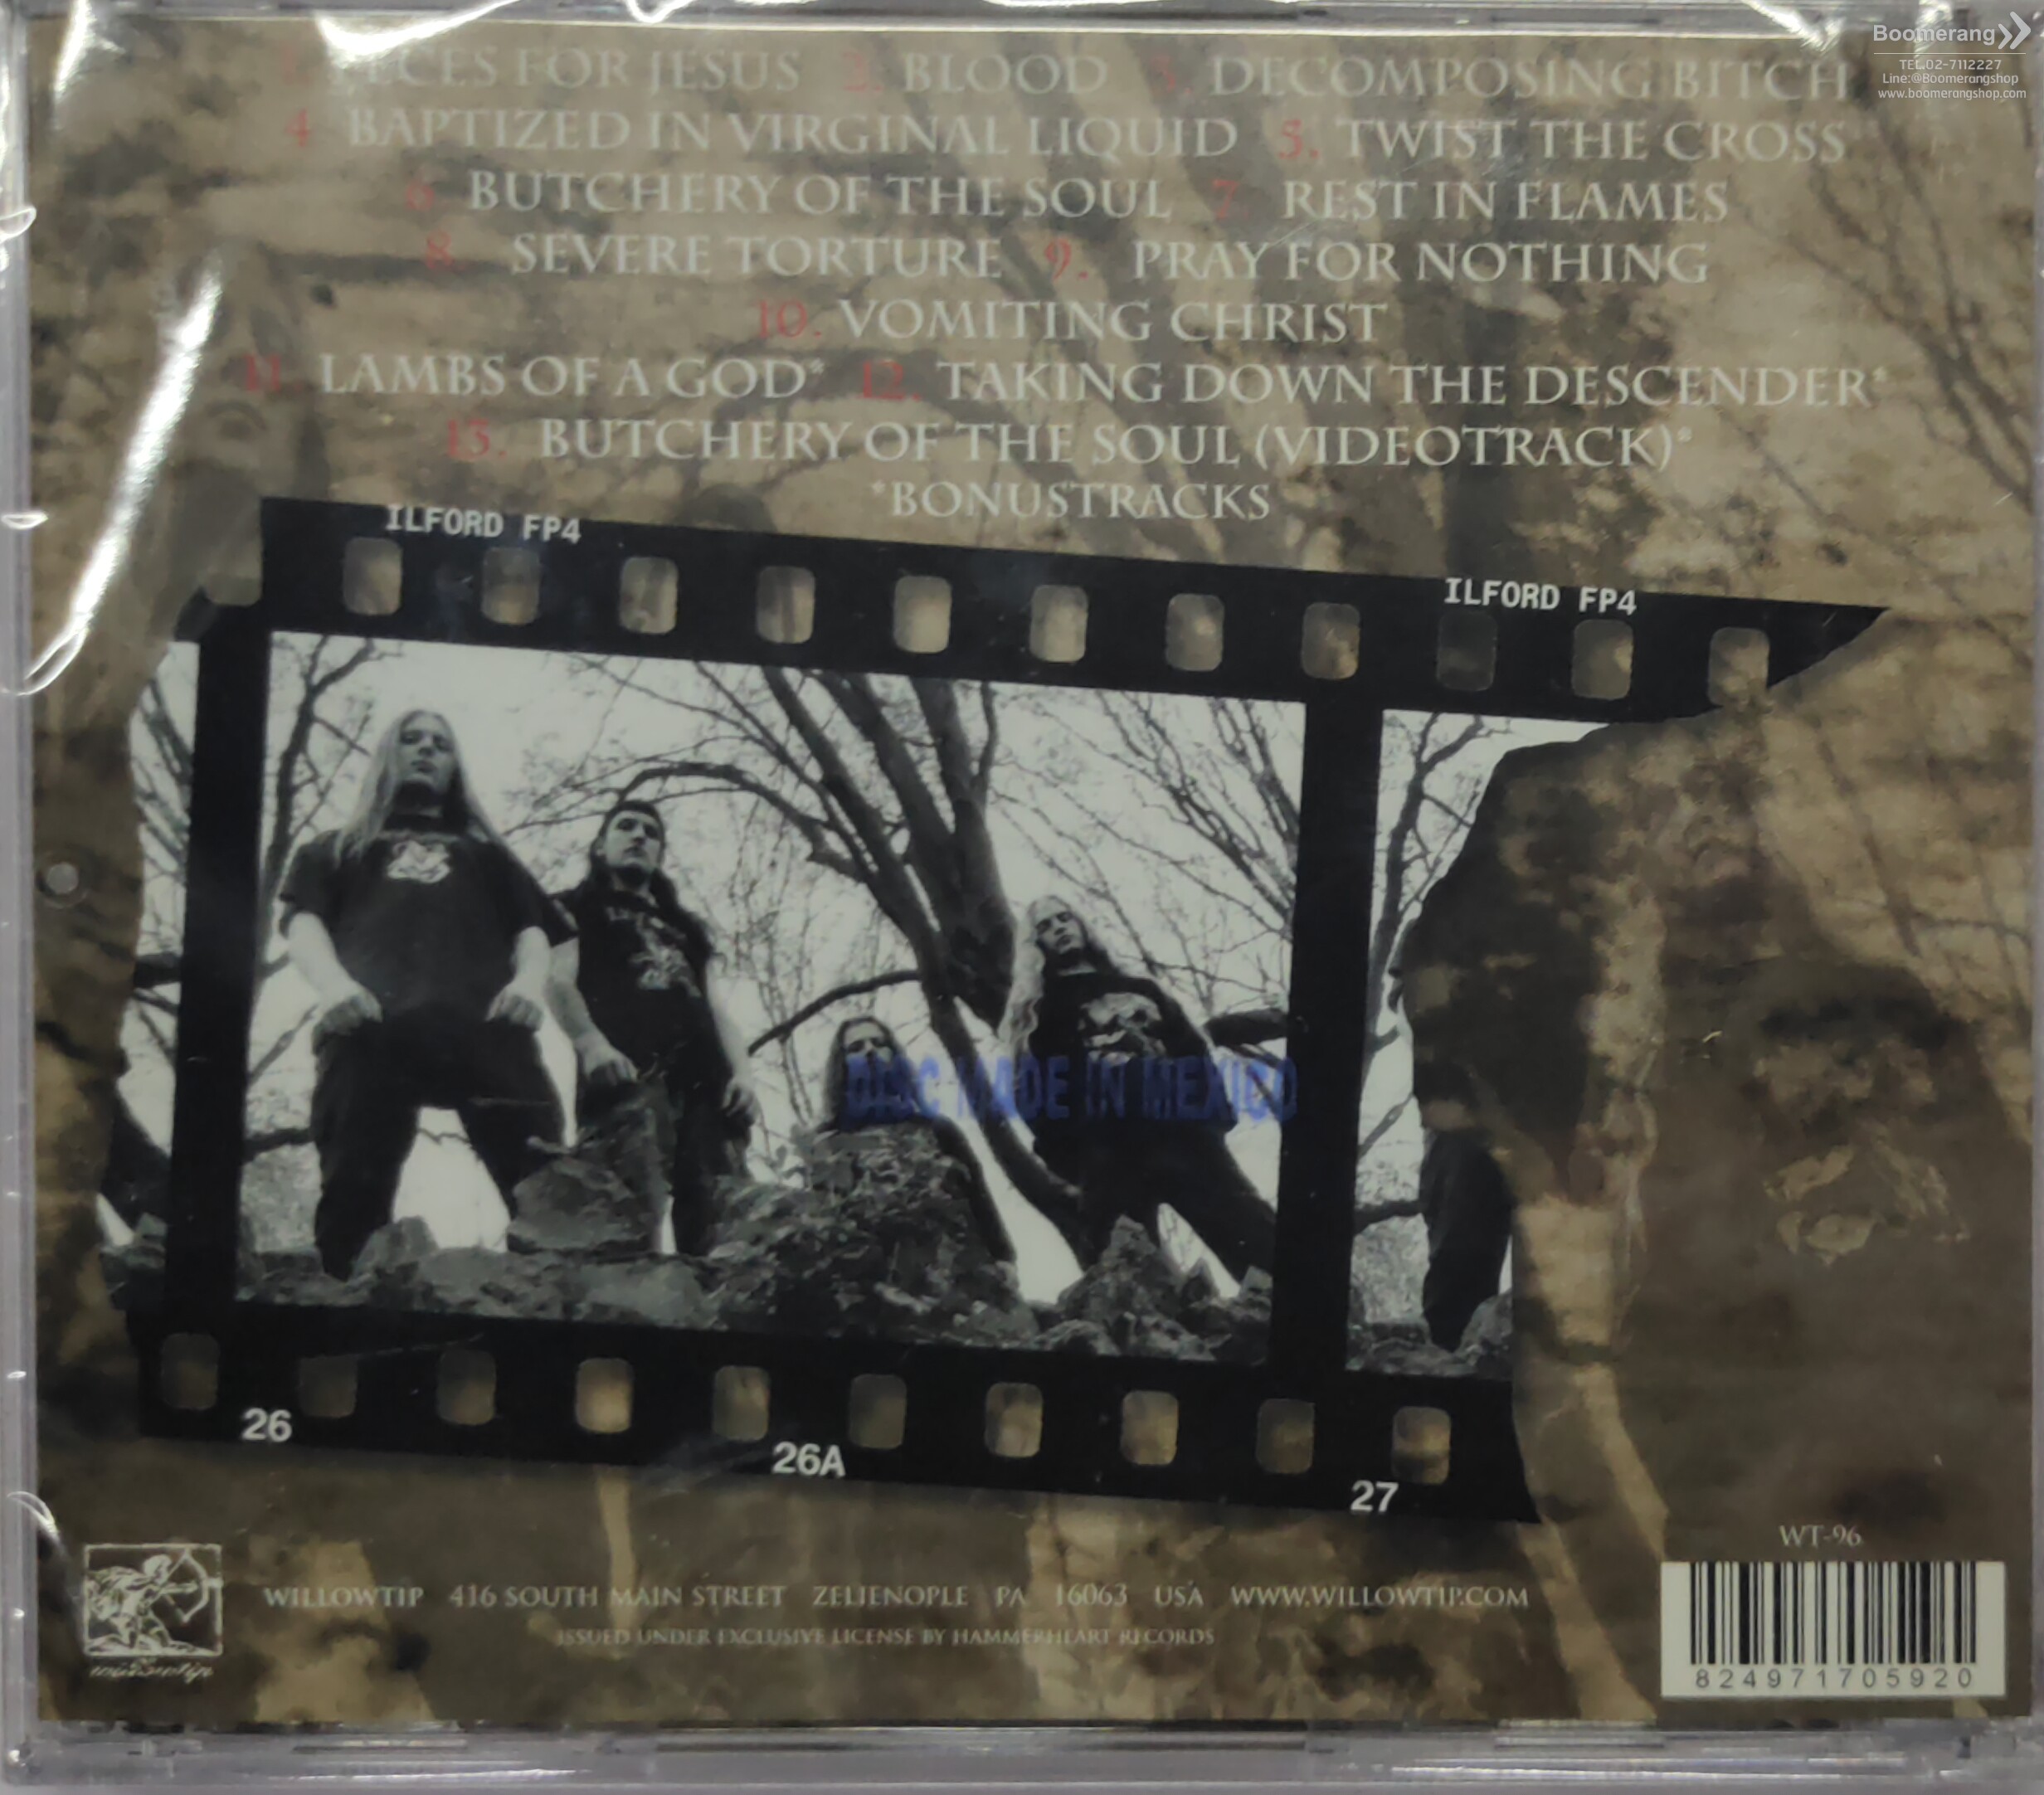 FECES FOR JESUS 2. BLOOD 3. DECOMPOSING BITCH
4 BAPTIZED IN VIRGINAL LIQUID 5. TWIST THE CROSS
6 BUTCHERY OF THE SOUL 7 REST IN FLAMES
8. SEVERE TORTURE 9. PRAY FOR NOTHING
10. VOMITING CHRIST
11. LAMBS OF A GOD* 12. TAKING DOWN THE DESCENDER*
13. BUTCHERY OF THE SOUL (VIDEOTRACK)*
*BONUSTRACKS
ILFORD FP4
ILFORD FP4
DISC MADE IN MEXICO
26
26A
27
WT-96
WILLOWTIP 416 SOUTH MAIN STREET ZELIENOPLE PA 16063 USA WWW.WILLOWTIP.COM
ISSUED UNDER EXCLUSIVE LICENSE BY HAMMERHEART RECORDS
willowtip
824971705920
Boomerang
TEL.02-7112227
Line:@Boomerangshop
www.boomerangshop.com